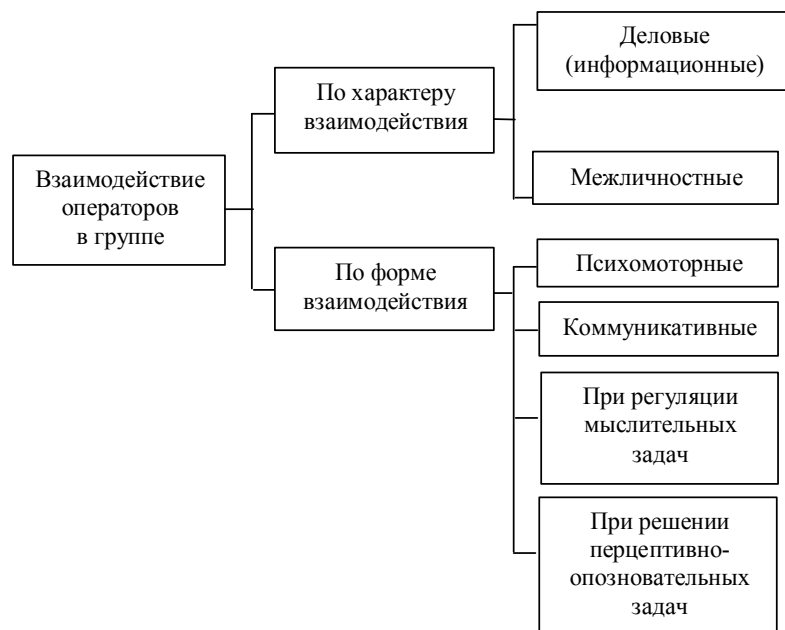 Взаимодействие
операторов
в группе
По характеру
взаимодействия
Деловые
(информационные)
Межличностные
По форме
взаимодействия
Психомоторные
Коммуникативные
При регуляции
мыслительных
задач
При решении
перцептивно-
опозновательных
задач